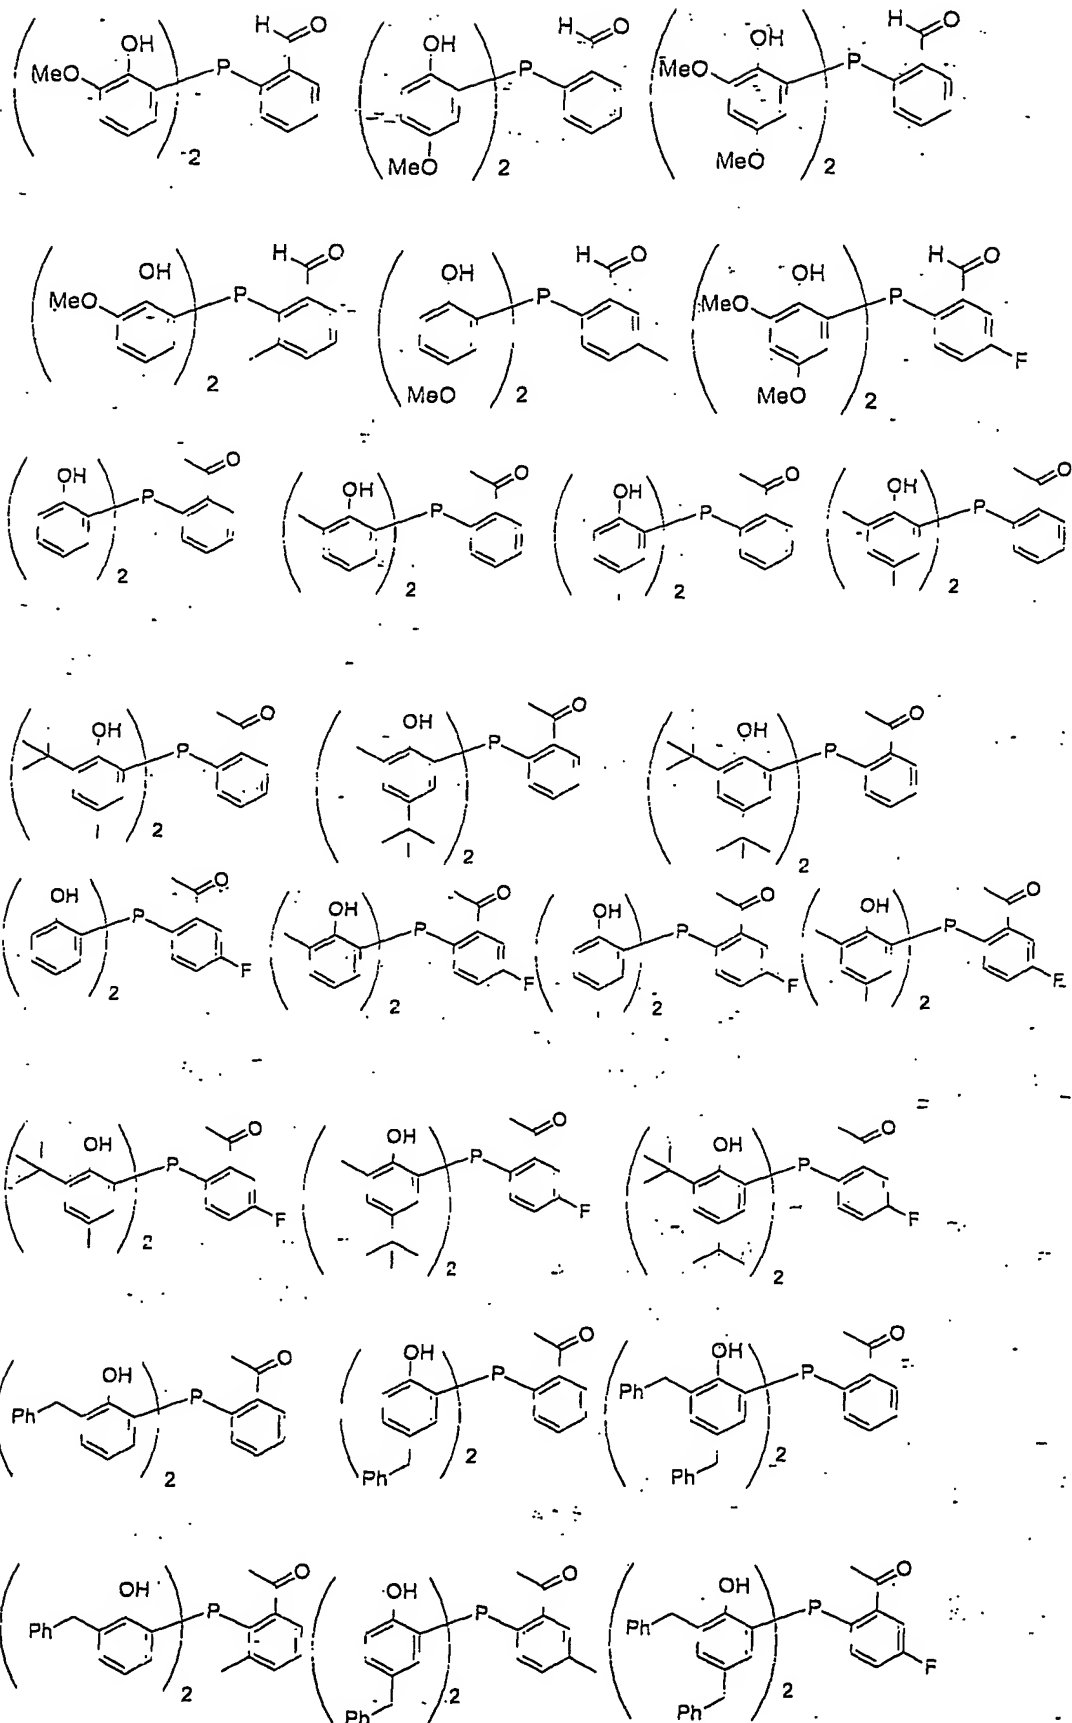 OH H O OH H O OH H O
MeO P P MeO P
2 MeO 2 MeO 2
OH H O OH H O OH H O
MeO P P MeO P
2 MeO 2 MeO 2 F
OH O OH O OH O OH O
P P P P
2 2 2 2
OH O OH O OH O
P P P
2 2 2
OH O OH O OH O OH O
P P P P
2 F 2 F 2 F 2 F
OH O OH O OH O
P P P
2 F 2 F 2 F
OH O OH O OH O
Ph P P Ph P
2 Ph 2 Ph 2
OH O OH O OH O
Ph P P Ph P
2 Ph 2 Ph 2 F